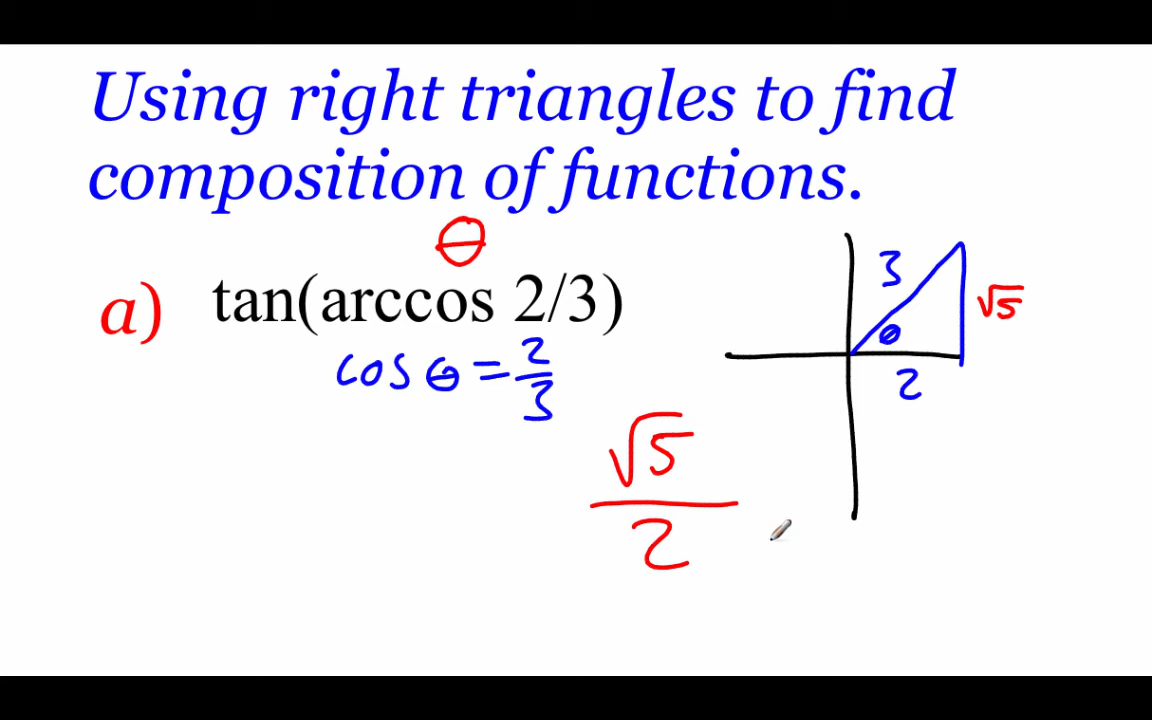 Using right triangles to find
composition of functions.
θ
a) tan(arccos 2/3)
cos θ = 2/3
3
√5
θ
2
√5/2